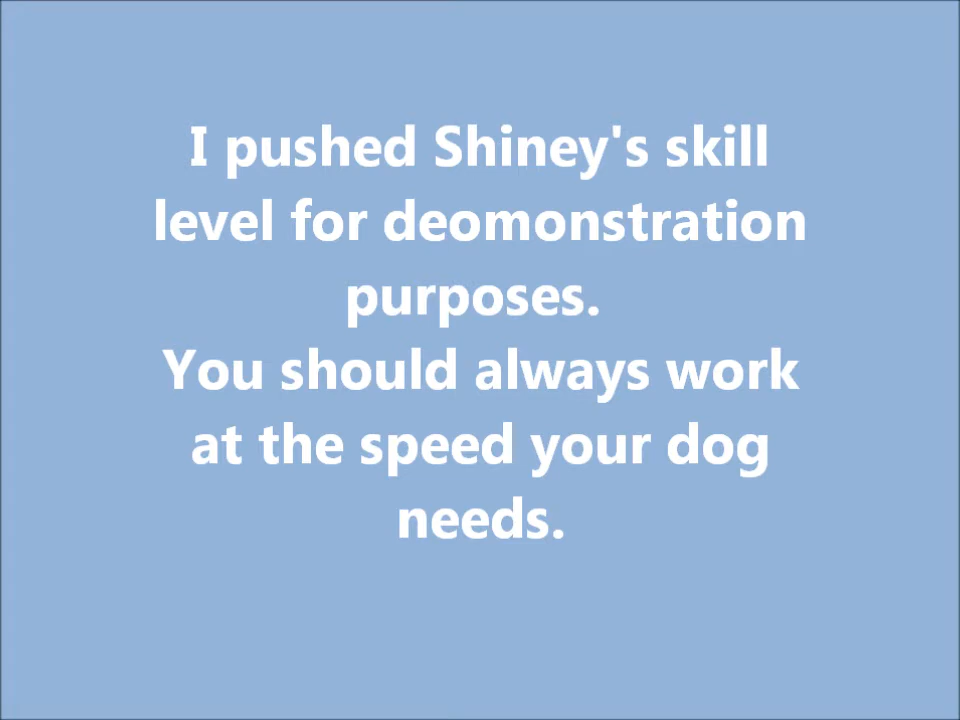 I pushed Shiney's skill
level for deomonstration
purposes.
You should always work
at the speed your dog
needs.